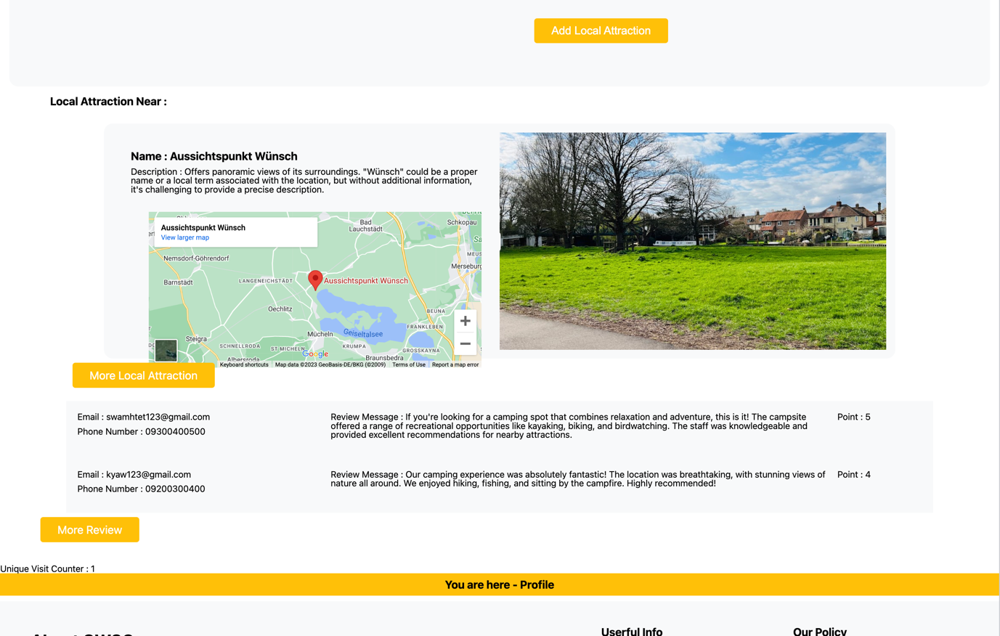 Add Local Attraction
Local Attraction Near :
Name : Aussichtspunkt Wünsch
Description : Offers panoramic views of its surroundings. "Wünsch" could be a proper
name or a local term associated with the location, but without additional information,
it's challenging to provide a precise description.
Aussichtspunkt Wünsch
View larger map
Bad
Lauchstädt
Schkopau
Nemsdorf-Göhrendorf
MEUS
Merseburg
Barnstädt
LANGENEICHSTÄDT
Aussichtspunkt Wünsch
Oechlitz
BEUNA
FRANKLEBEN
Mücheln
Geiseltalsee
Steigra
SCHNELLRODA
ST MICHELN
KRUMPA
GROSSKAYNA
Google
Albersroda
Braunsbedra
Keyboard shortcuts
Map data ©2023 GeoBasis-DE/BKG (©2009)
Terms of Use
Report a map error
More Local Attraction
Email : swamhtet123@gmail.com
Phone Number : 09300400500
Review Message : If you're looking for a camping spot that combines relaxation and adventure, this is it! The campsite
offered a range of recreational opportunities like kayaking, biking, and birdwatching. The staff was knowledgeable and
provided excellent recommendations for nearby attractions.
Point : 5
Email : kyaw123@gmail.com
Phone Number : 09200300400
Review Message : Our camping experience was absolutely fantastic! The location was breathtaking, with stunning views of
nature all around. We enjoyed hiking, fishing, and sitting by the campfire. Highly recommended!
Point : 4
More Review
Unique Visit Counter : 1
You are here - Profile
Userful Info
Our Policy